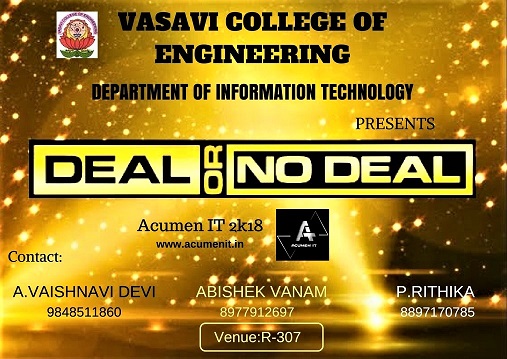 VASAVI COLLEGE OF
ENGINEERING
DEPARTMENT OF INFORMATION TECHNOLOGY
PRESENTS
DEAL OR NO DEAL
Acumen IT 2k18
www.acumenit.in
ACUMEN IT
Contact:
A.VAISHNAVI DEVI ABISHEK VANAM P.RITHIKA
9848511860 8977912697 8897170785
Venue:R-307